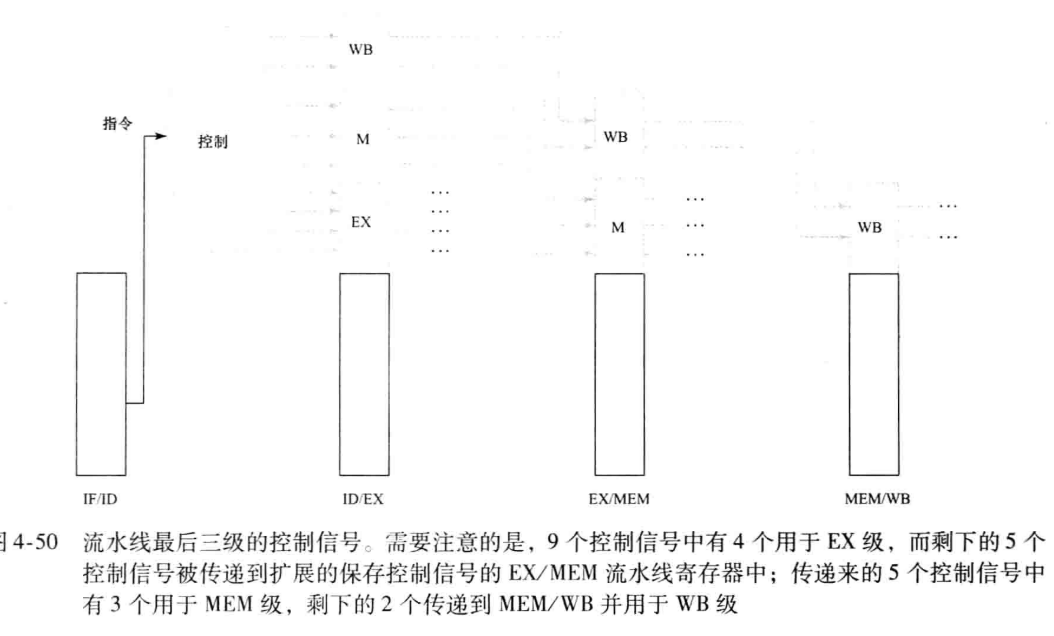 WB
指令
控制
M
WB
...
...
EX
...
M
...
...
WB
...
...
...
...
...
IF/ID
ID/EX
EX/MEM
MEM/WB
4-50 流水线最后三级的控制信号。需要注意的是，9 个控制信号中有 4 个用于 EX 级，而剩下的 5 个
控制信号被传递到扩展的保存控制信号的 EX/MEM 流水线寄存器中；传递来的 5 个控制信号中
有 3 个用于 MEM 级，剩下的 2 个传递到 MEM/WB 并用于 WB 级